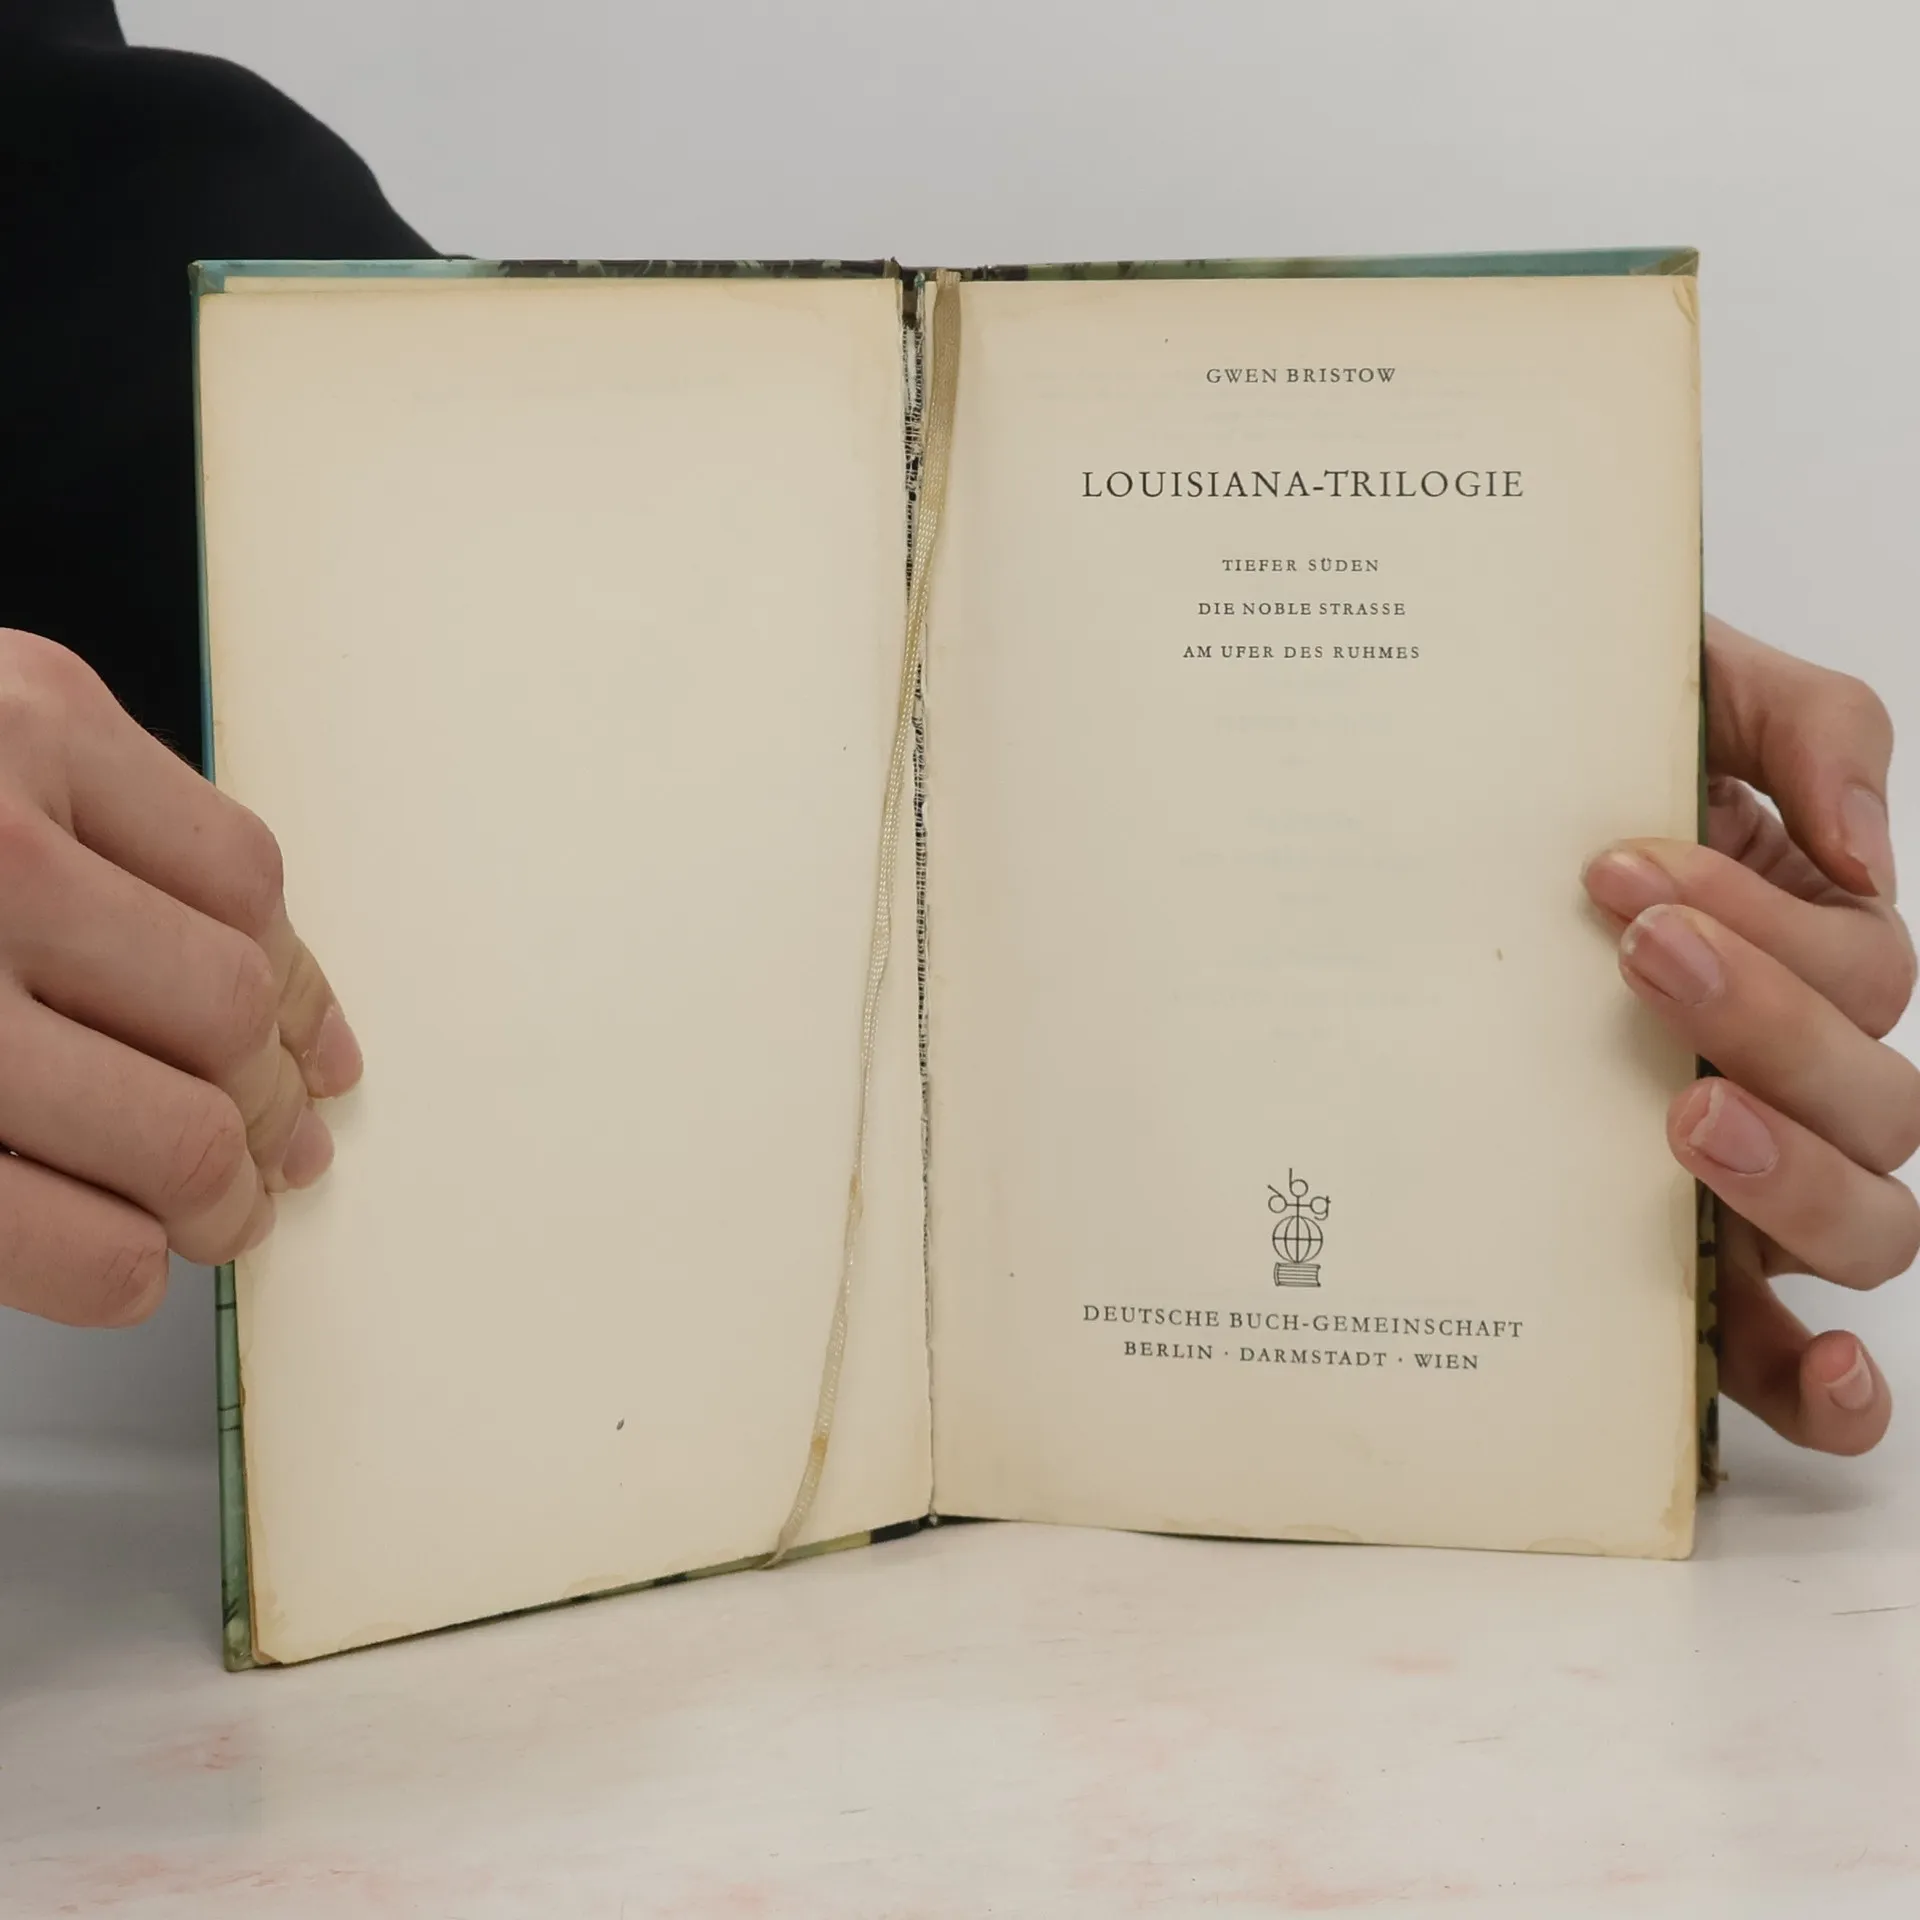 GWEN BRISTOW
LOUISIANA-TRILOGIE
TIEFER SÜDEN
DIE NOBLE STRASSE
AM UFER DES RUHMES
dbg
DEUTSCHE BUCH-GEMEINSCHAFT
BERLIN · DARMSTADT · WIEN